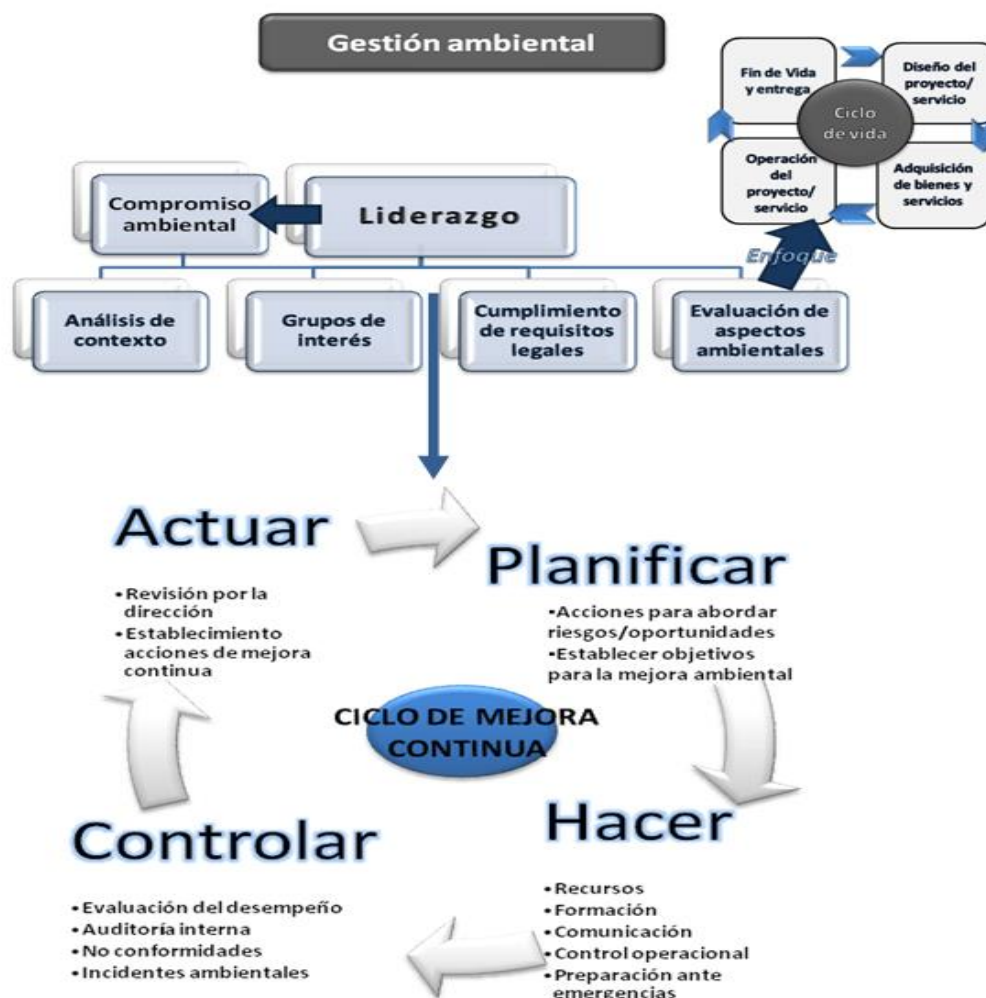 Gestión ambiental
Fin de Vida
y entrega
Diseño del
proyecto/
servicio
Ciclo
de vida
Operación
del
proyecto/
servicio
Adquisición
de bienes y
servicios
Compromiso
ambiental
Liderazgo
Enfoque
Análisis de
contexto
Grupos de
interés
Cumplimiento
de requisitos
legales
Evaluación de
aspectos
ambientales
Actuar
•Revisión por la
dirección
•Establecimiento
acciones de mejora
continua
Planificar
•Acciones para abordar
riesgos/oportunidades
•Establecer objetivos
para la mejora ambiental
CICLO DE MEJORA
CONTINUA
Hacer
•Recursos
•Formación
•Comunicación
•Control operacional
•Preparación ante
emergencias
Controlar
•Evaluación del desempeño
•Auditoría interna
•No conformidades
•Incidentes ambientales